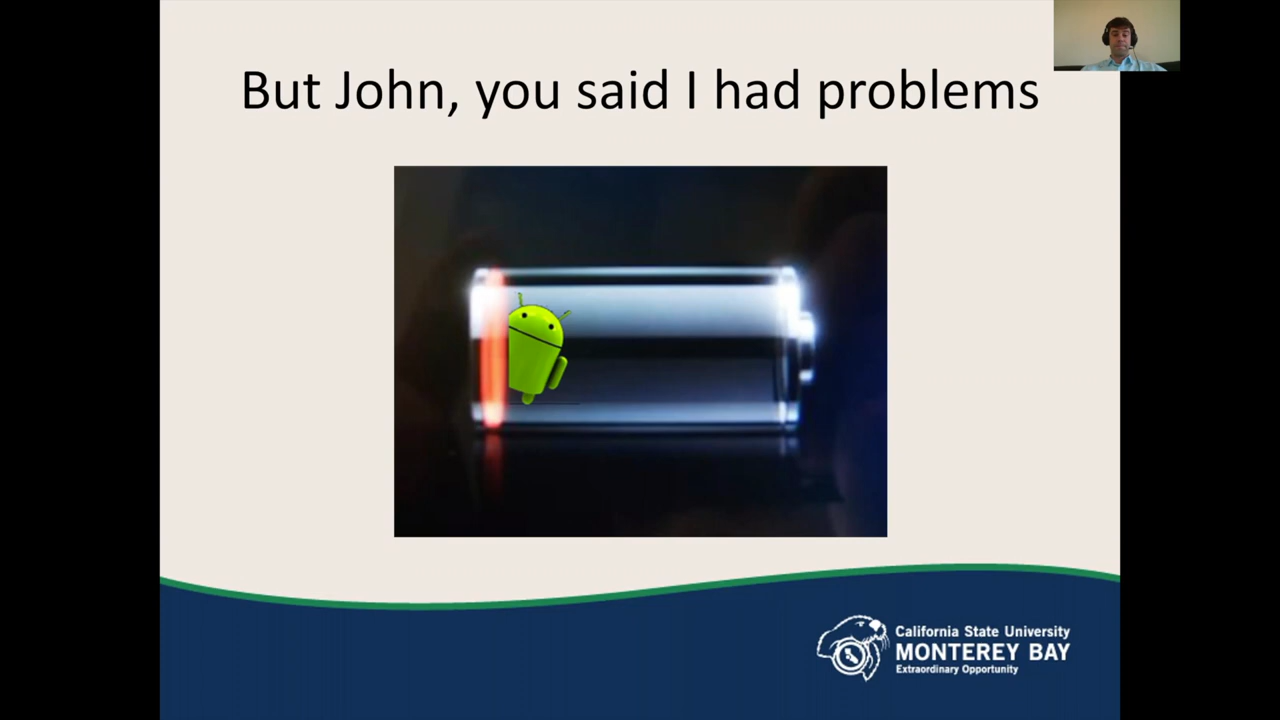 But John, you said I had problems
California State University
MONTEREY BAY
Extraordinary Opportunity